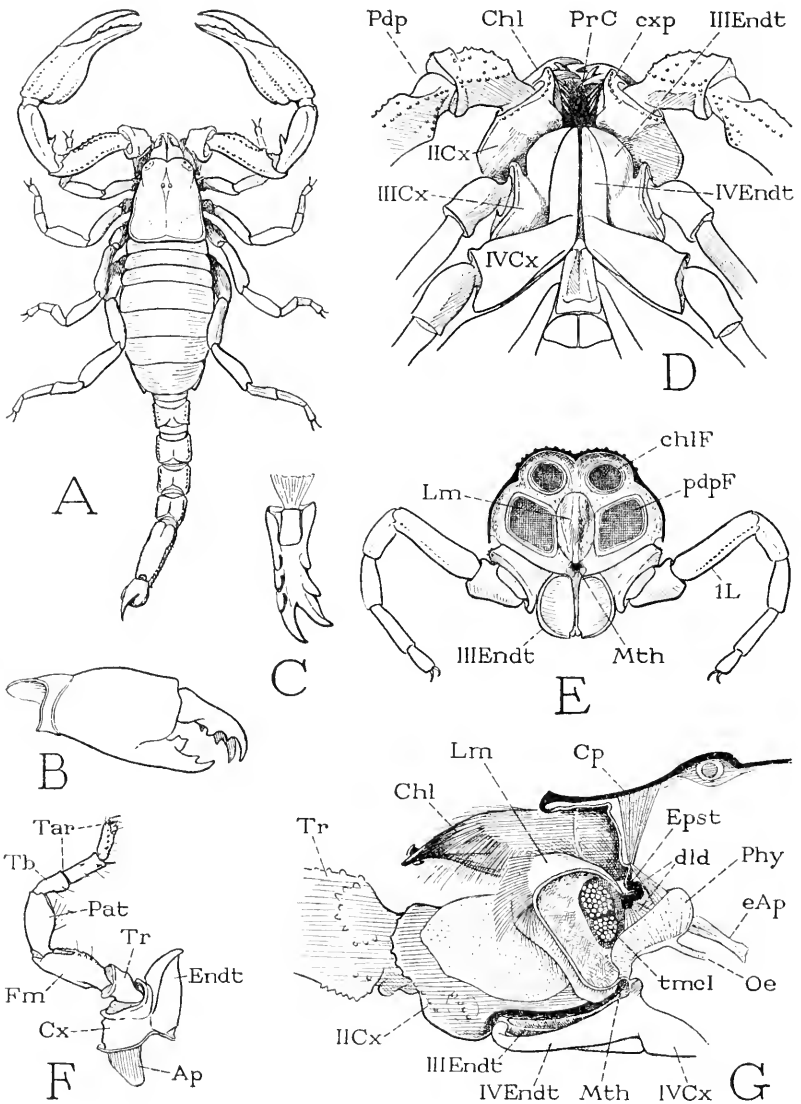 Pdp Chl PrC cxp IIIEndt
IICx
IIICx
IVEndt
IVCx
A
D
C
B
chlF
Lm
pdpF
1L
IIIEndt
Mth
E
Tar
Tb
Pat
Tr
Fm
Endt
Cx
Ap
F
Lm
Cp
Chl
Epst
Tr
dld
Phy
eAp
tmcl
Oe
IICx
IIIEndt
IVEndt
Mth
IVCx
G